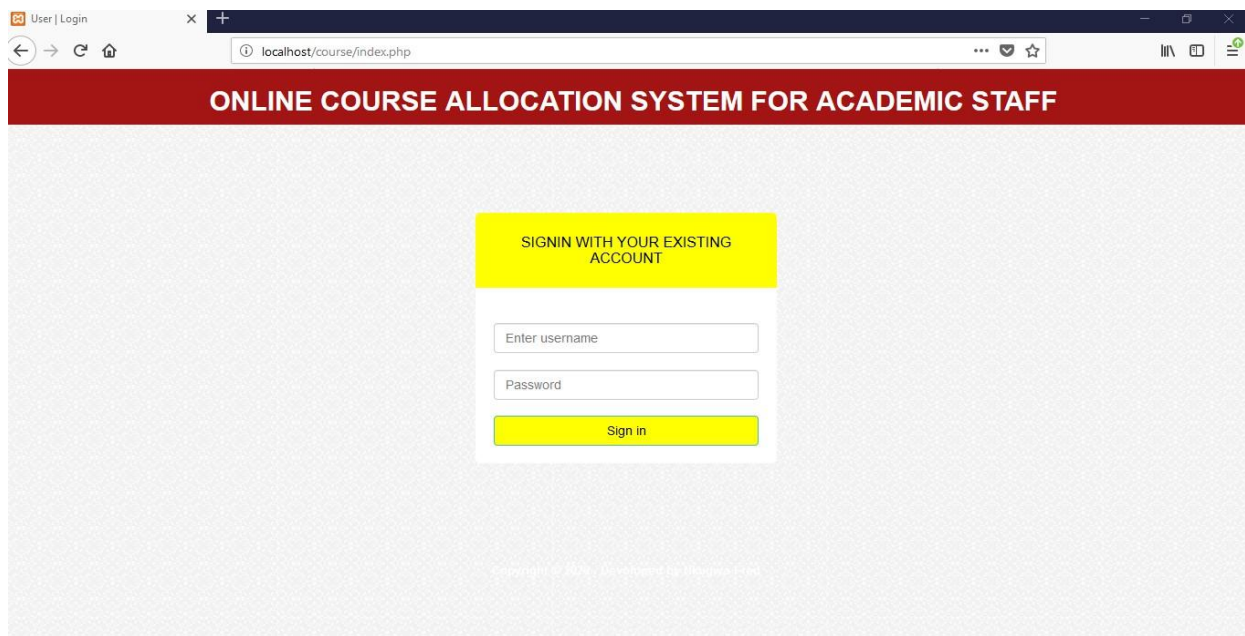 User | Login
localhost/course/index.php
ONLINE COURSE ALLOCATION SYSTEM FOR ACADEMIC STAFF
SIGNIN WITH YOUR EXISTING
ACCOUNT
Enter username
Password
Sign in
Copyright ©